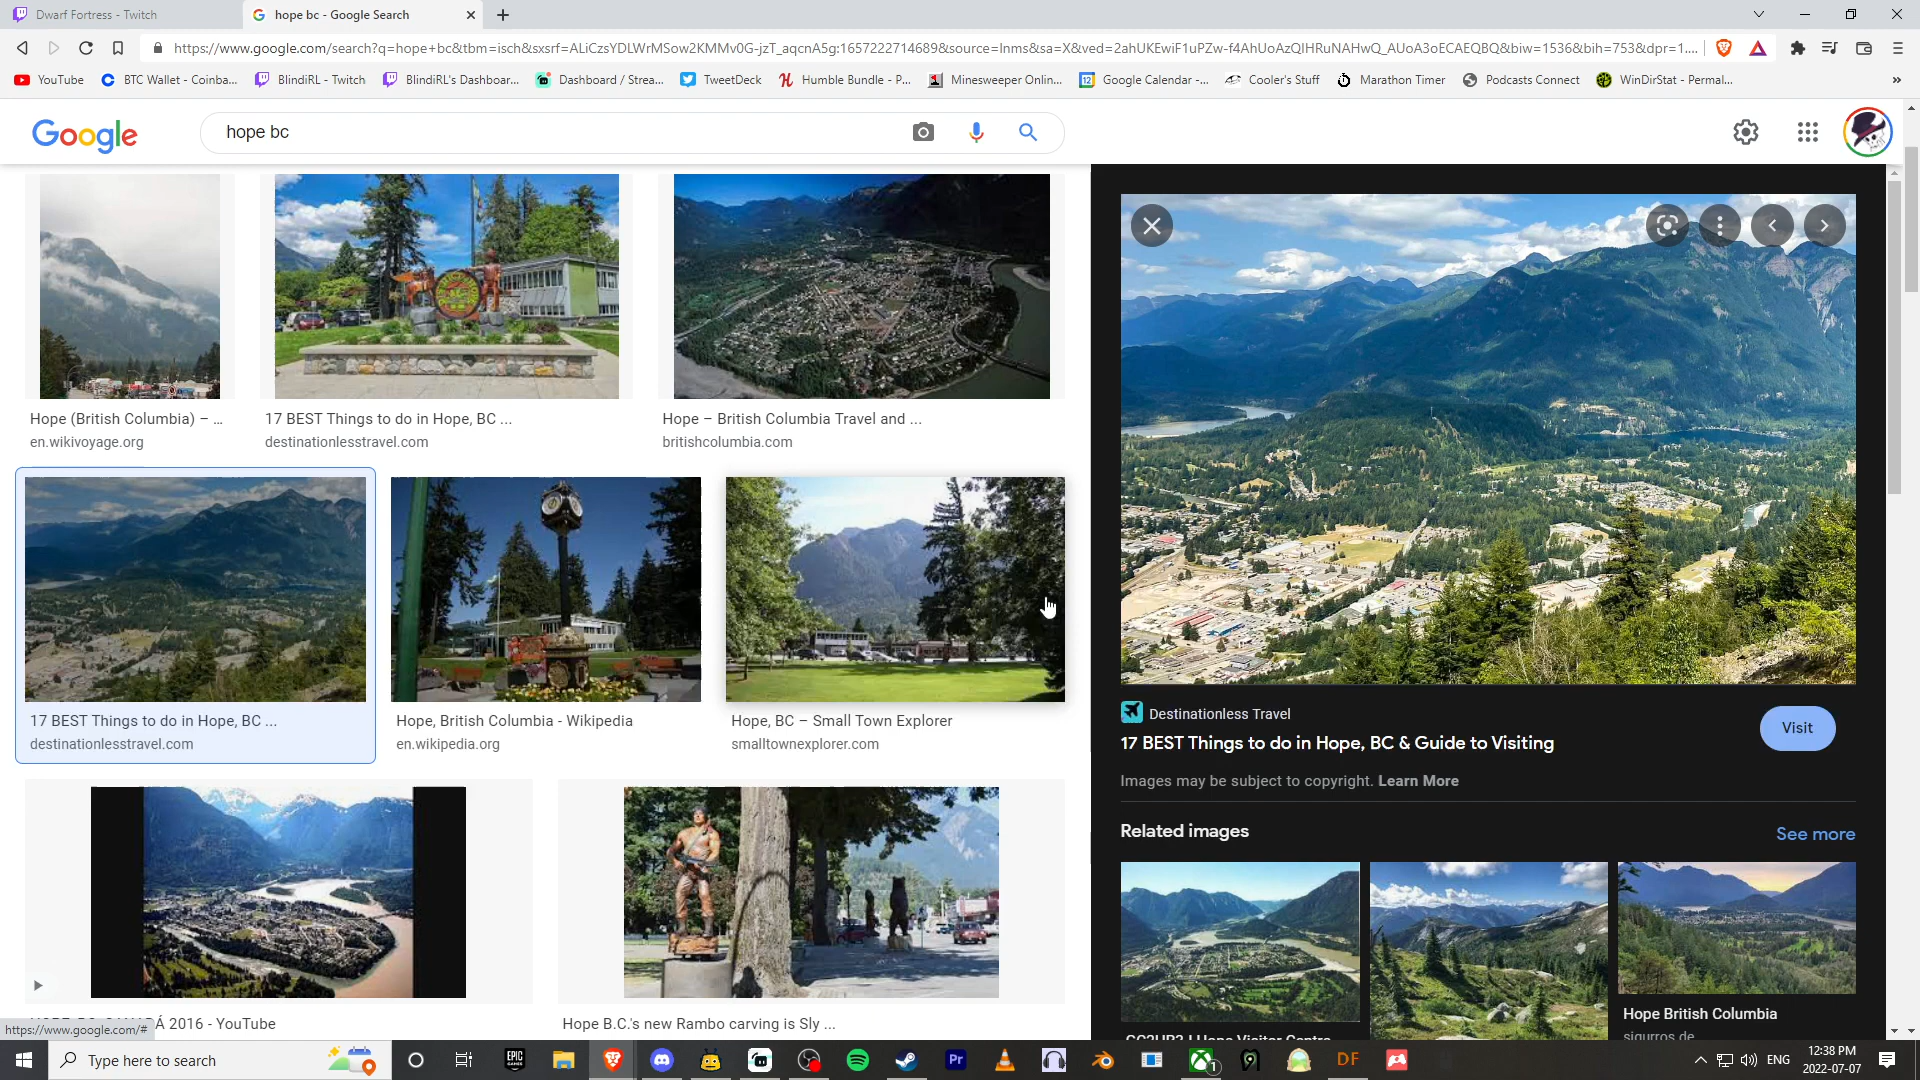 Dwarf Fortress - Twitch
hope bc - Google Search
https://www.google.com/search?q=hope+bc&tbm=isch&sxsrf=ALiCzsYDLWrMSow2KMMv0G-jzT_aqcnA5g:1657222714689&source=lnms&sa=X&ved=2ahUKEwiF1uPZw-f4AhUoAzQIHRuNAHwQ_AUoA3oECAEQBQ&biw=1536&bih=753&dpr=1....
YouTube
BTC Wallet - Coinba...
BlindiRL - Twitch
BlindiRL's Dashboar...
Dashboard / Strea...
TweetDeck
Humble Bundle - P...
Minesweeper Onlin...
Google Calendar -...
Cooler's Stuff
Marathon Timer
Podcasts Connect
WinDirStat - Permal...
Google
hope bc
Hope (British Columbia) – ...
en.wikivoyage.org
17 BEST Things to do in Hope, BC ...
destinationlesstravel.com
Hope – British Columbia Travel and ...
britishcolumbia.com
17 BEST Things to do in Hope, BC ...
destinationlesstravel.com
Hope, British Columbia - Wikipedia
en.wikipedia.org
Hope, BC – Small Town Explorer
smalltownexplorer.com
Á 2016 - YouTube
Hope B.C.'s new Rambo carving is Sly ...
Destinationless Travel
17 BEST Things to do in Hope, BC & Guide to Visiting
Visit
Images may be subject to copyright. Learn More
Related images
See more
Hope British Columbia
sigurros.de
https://www.google.com/#
Type here to search
EPIC GAMES
Pr
1
DF
ENG
12:38 PM
2022-07-07